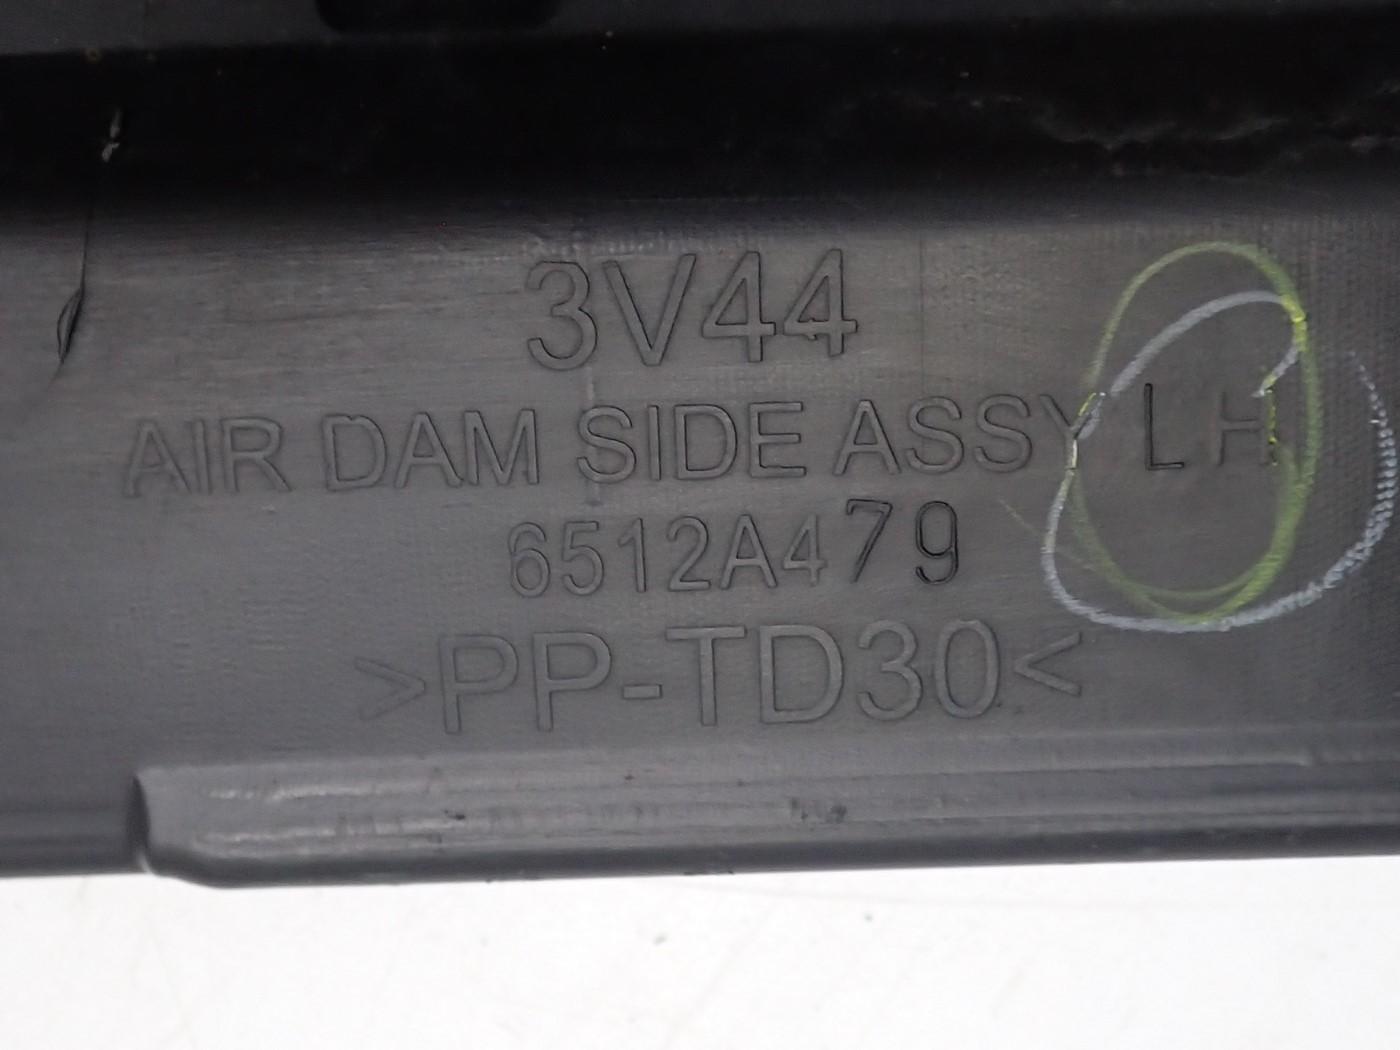 3V44
AIR DAM SIDE ASSY LH
6512A479
>PP-TD30<